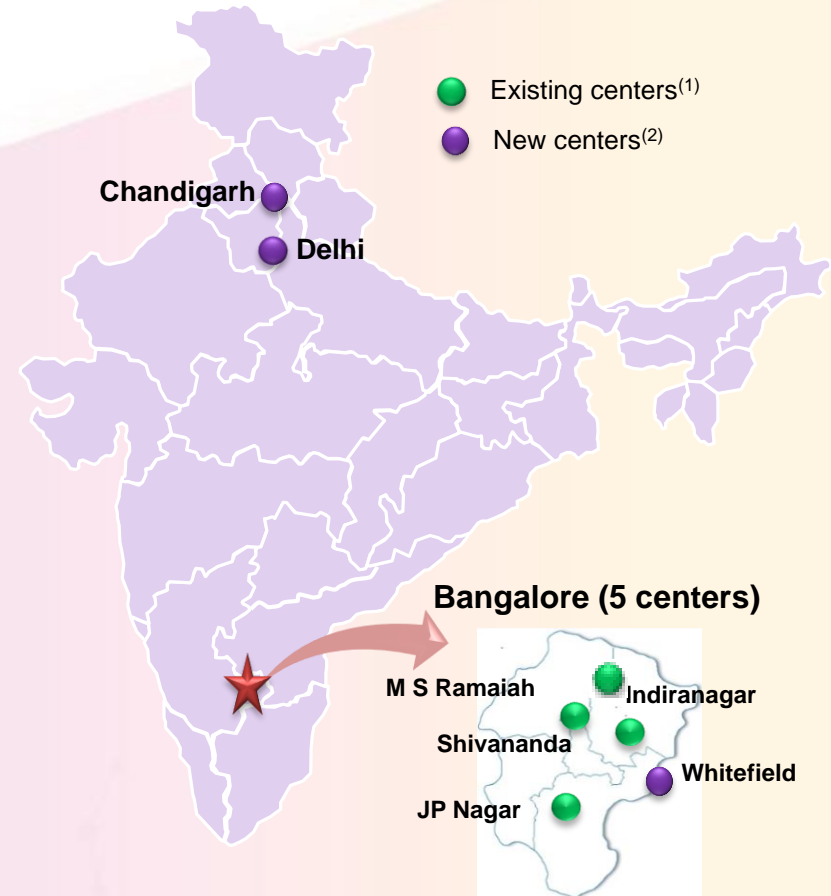 Existing centers(1)
New centers(2)
Chandigarh
Delhi
Bangalore (5 centers)
M S Ramaiah
Indiranagar
Shivananda
Whitefield
JP Nagar